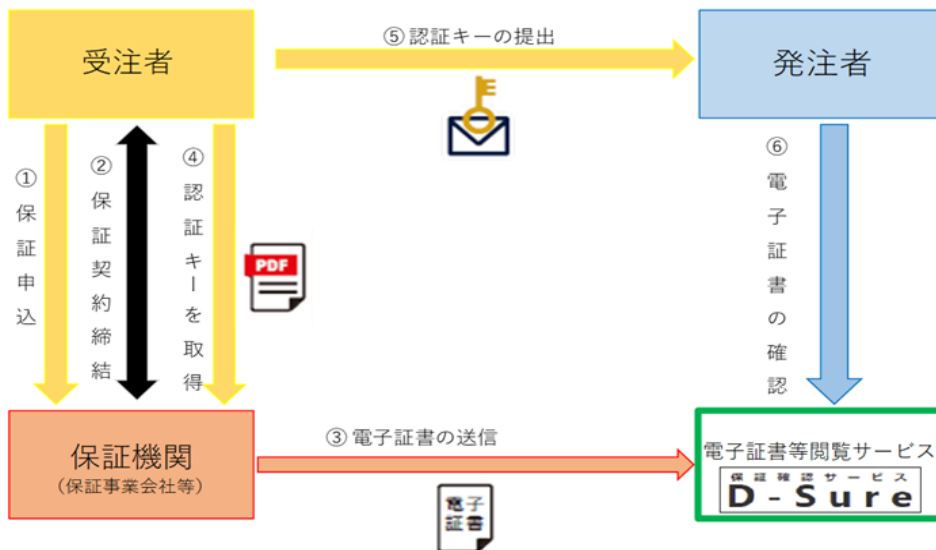 受注者
⑤認証キーの提出
発注者
①保証申込
②保証契約締結
④認証キーを取得
PDF
⑥電子証書の確認
保証機関
(保証事業会社等)
③電子証書の送信
電子
証書
電子証書等閲覧サービス
保証確認サービス
D-Sure